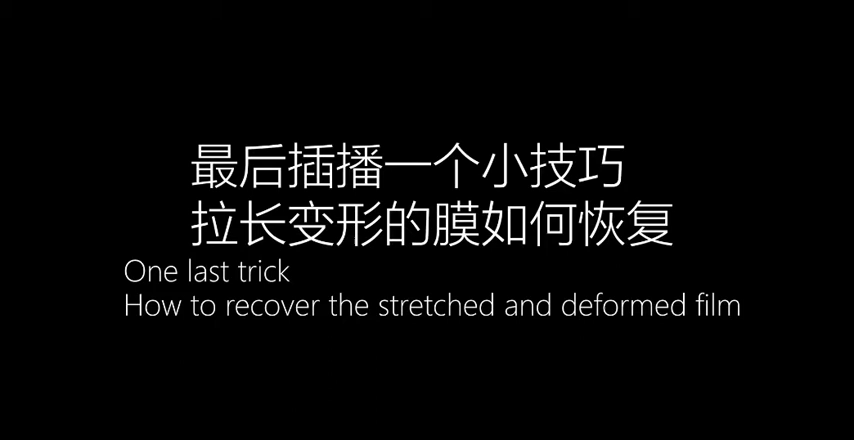 最后插播一个小技巧
拉长变形的膜如何恢复
One last trick
How to recover the stretched and deformed film